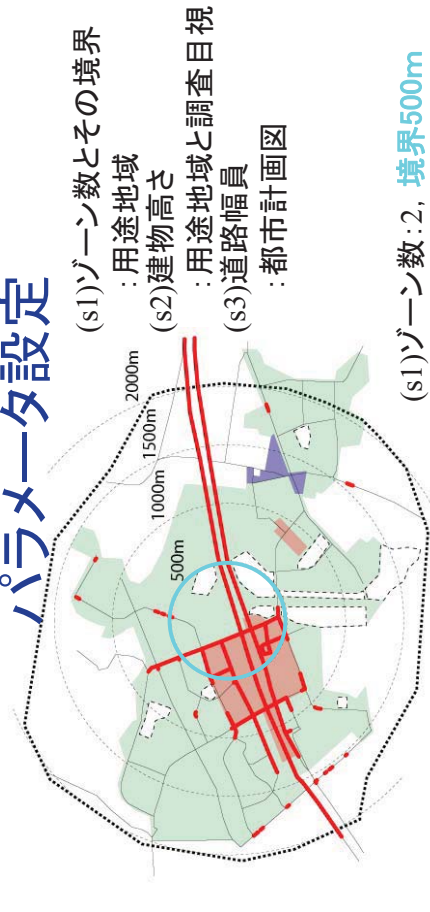 パラメータ設定
(s1)ゾーン数とその境界
:用途地域
(s2)建物高さ
:用途地域と調査目視
(s3)道路幅員
:都市計画図
2000m
1500m
1000m
500m
(s1)ゾーン数:2, 境界500m